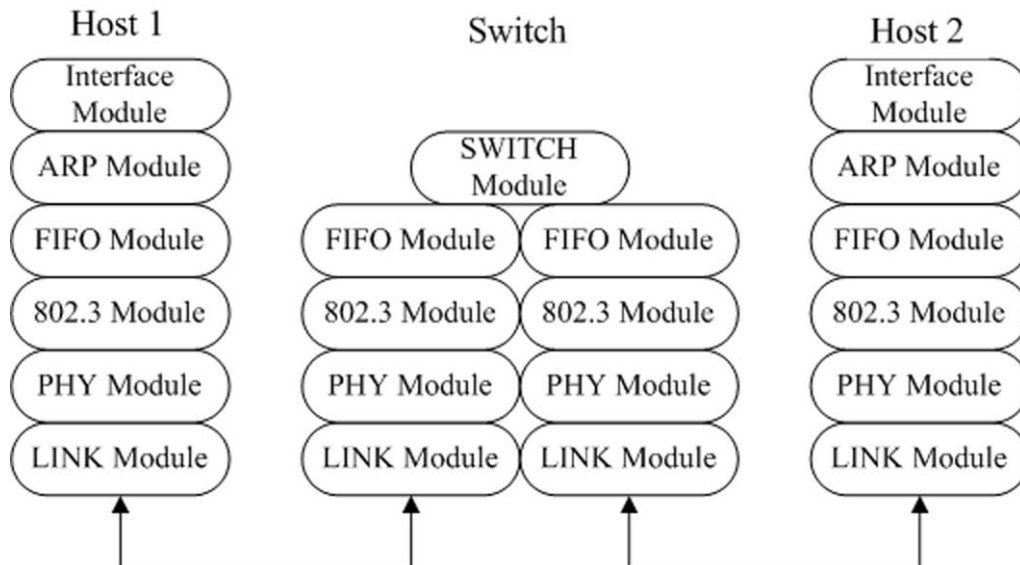 Host 1
Switch
Host 2
Interface
Module
ARP Module
FIFO Module
802.3 Module
PHY Module
LINK Module
SWITCH
Module
FIFO Module
FIFO Module
802.3 Module
802.3 Module
PHY Module
PHY Module
LINK Module
LINK Module
Interface
Module
ARP Module
FIFO Module
802.3 Module
PHY Module
LINK Module